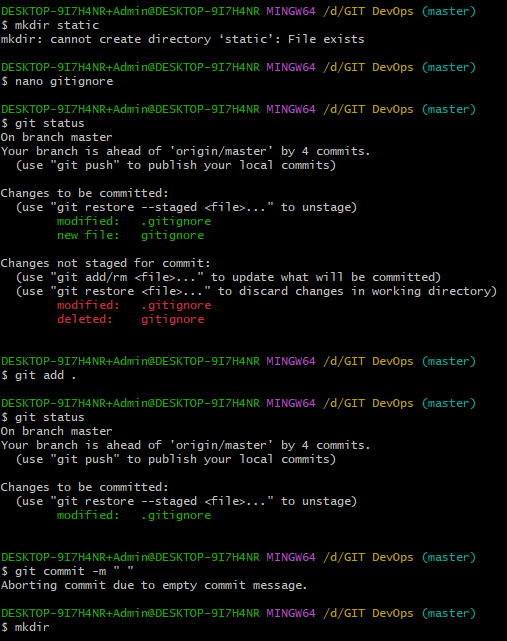 DESKTOP-9I7H4NR+Admin@DESKTOP-9I7H4NR MINGW64 /d/GIT DevOps (master)
$ mkdir static
mkdir: cannot create directory ‘static’: File exists
DESKTOP-9I7H4NR+Admin@DESKTOP-9I7H4NR MINGW64 /d/GIT DevOps (master)
$ nano gitignore
DESKTOP-9I7H4NR+Admin@DESKTOP-9I7H4NR MINGW64 /d/GIT DevOps (master)
$ git status
On branch master
Your branch is ahead of 'origin/master' by 4 commits.
  (use "git push" to publish your local commits)
Changes to be committed:
  (use "git restore --staged <file>..." to unstage)
        modified:   .gitignore
        new file:   gitignore
Changes not staged for commit:
  (use "git add/rm <file>..." to update what will be committed)
  (use "git restore <file>..." to discard changes in working directory)
        modified:   .gitignore
        deleted:    gitignore
DESKTOP-9I7H4NR+Admin@DESKTOP-9I7H4NR MINGW64 /d/GIT DevOps (master)
$ git add .
DESKTOP-9I7H4NR+Admin@DESKTOP-9I7H4NR MINGW64 /d/GIT DevOps (master)
$ git status
On branch master
Your branch is ahead of 'origin/master' by 4 commits.
  (use "git push" to publish your local commits)
Changes to be committed:
  (use "git restore --staged <file>..." to unstage)
        modified:   .gitignore
DESKTOP-9I7H4NR+Admin@DESKTOP-9I7H4NR MINGW64 /d/GIT DevOps (master)
$ git commit -m " "
Aborting commit due to empty commit message.
DESKTOP-9I7H4NR+Admin@DESKTOP-9I7H4NR MINGW64 /d/GIT DevOps (master)
$ mkdir